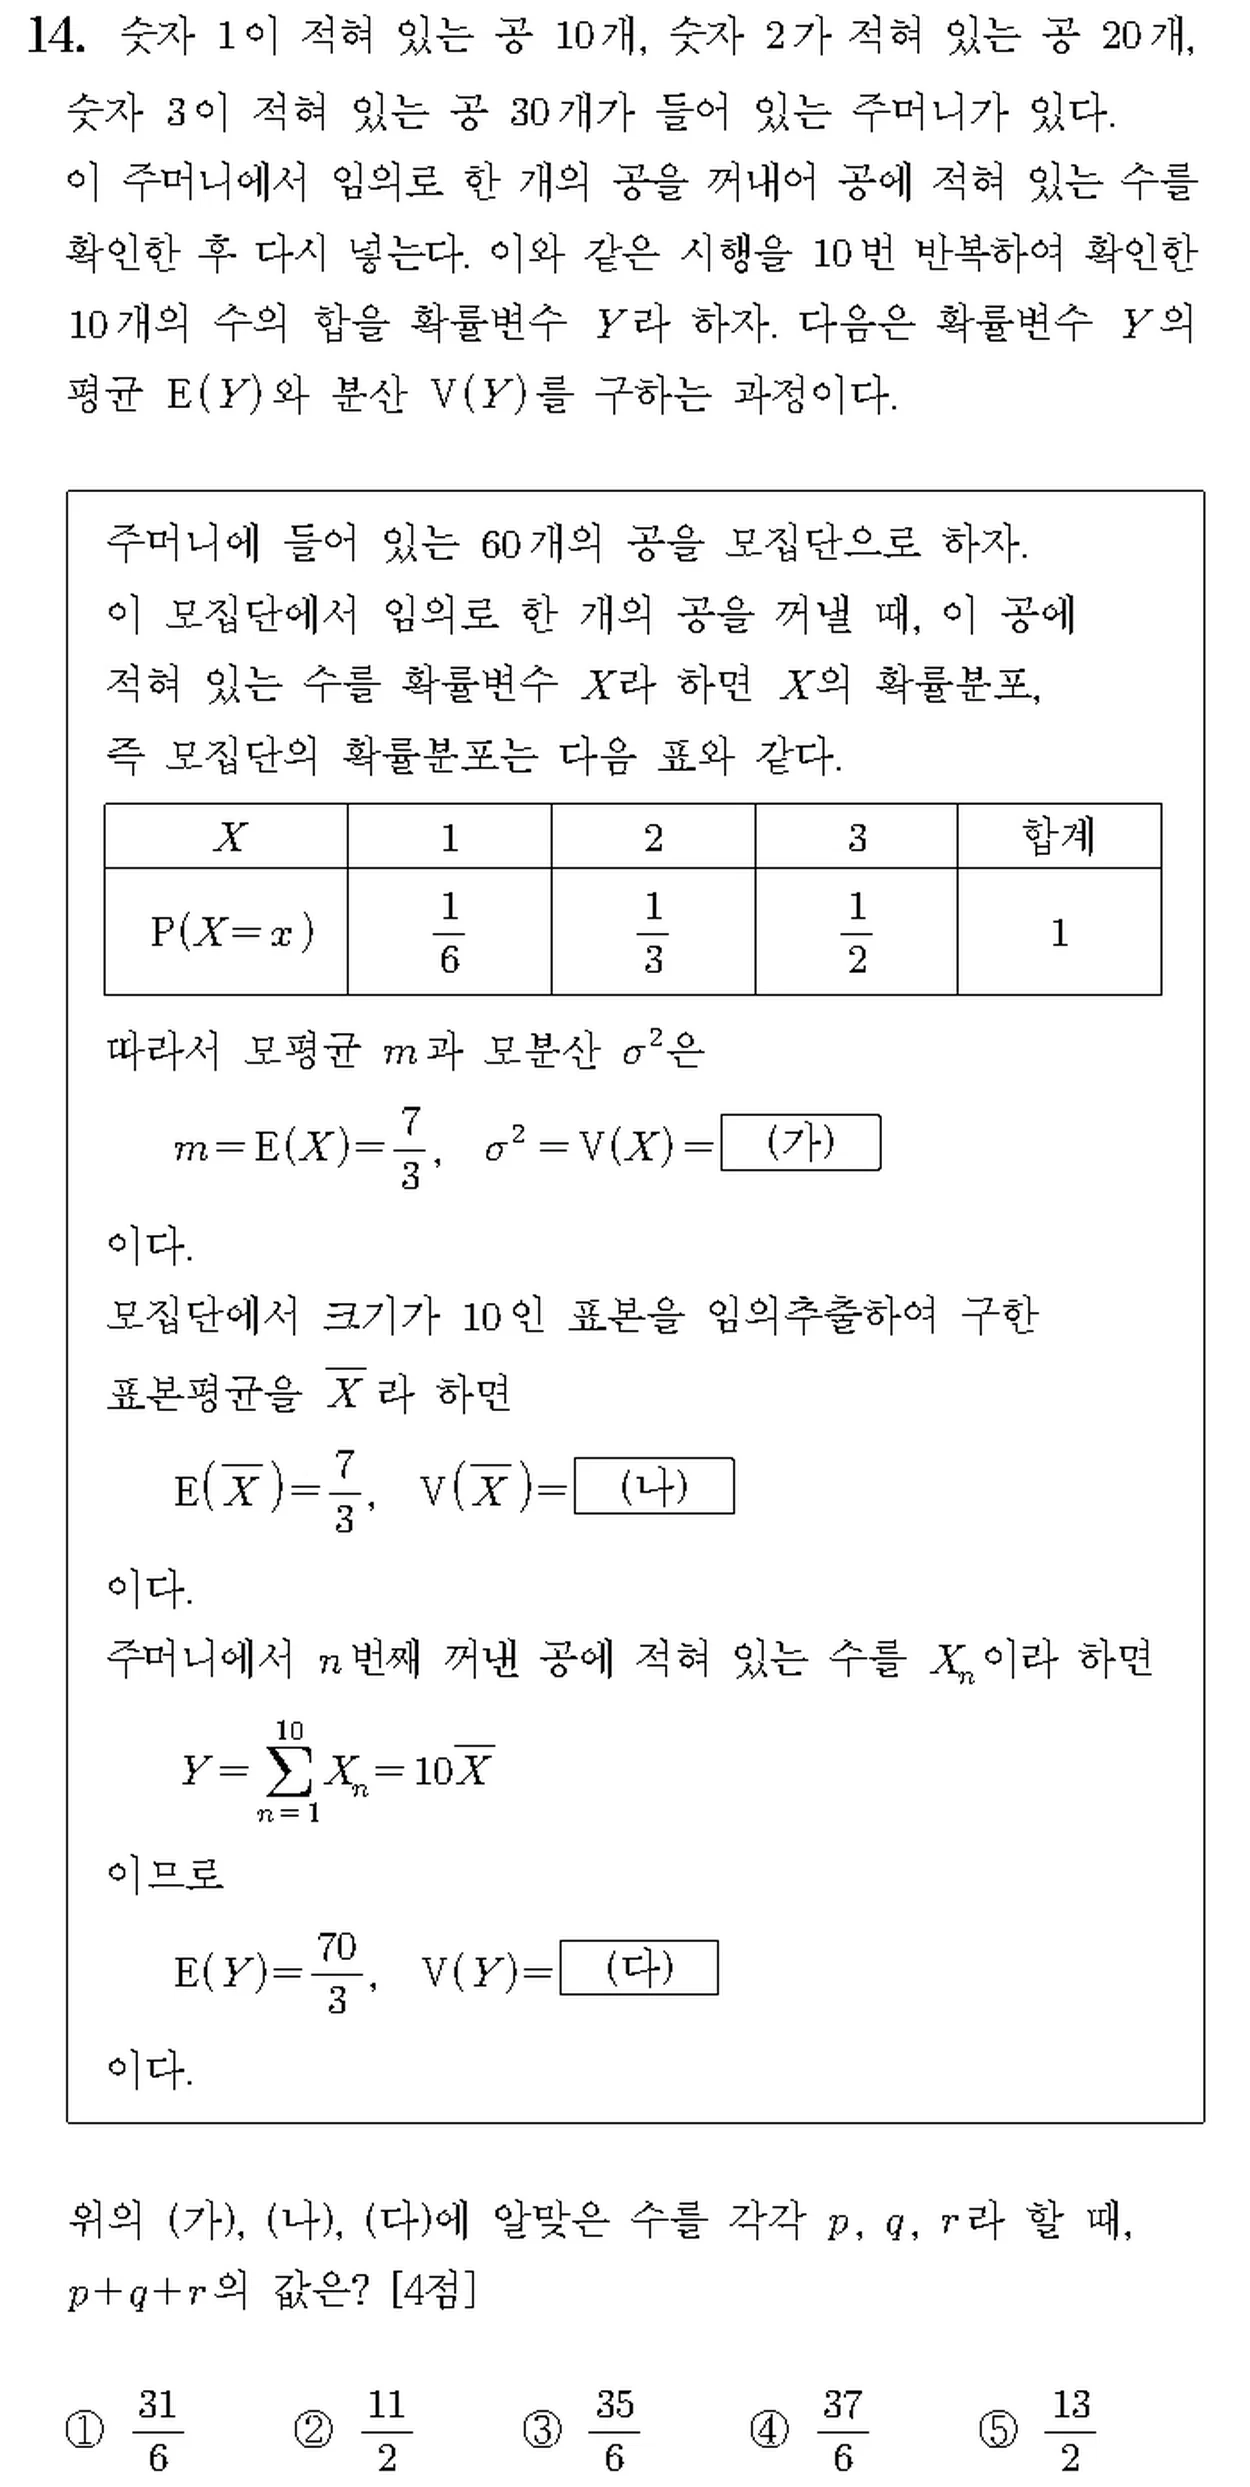 14. 숫자 1이 적혀 있는 공 10개, 숫자 2가 적혀 있는 공 20개,
숫자 3이 적혀 있는 공 30개가 들어 있는 주머니가 있다.
이 주머니에서 임의로 한 개의 공을 꺼내어 공에 적혀 있는 수를
확인한 후 다시 넣는다. 이와 같은 시행을 10번 반복하여 확인한
10개의 수의 합을 확률변수 Y라 하자. 다음은 확률변수 Y의
평균 E(Y)와 분산 V(Y)를 구하는 과정이다.
주머니에 들어 있는 60개의 공을 모집단으로 하자.
이 모집단에서 임의로 한 개의 공을 꺼낼 때, 이 공에
적혀 있는 수를 확률변수 X라 하면 X의 확률분포,
즉 모집단의 확률분포는 다음 표와 같다.
X 1 2 3 합계
P(X=x) 1/6 1/3 1/2 1
따라서 모평균 m과 모분산 σ²은
m=E(X)=7/3, σ²=V(X)= (가)
이다.
모집단에서 크기가 10인 표본을 임의추출하여 구한
표본평균을 X̄라 하면
E(X̄)=7/3, V(X̄)= (나)
이다.
주머니에서 n번째 꺼낸 공에 적혀 있는 수를 Xₙ이라 하면
Y=∑_{n=1}^{10} Xₙ=10X̄
이므로
E(Y)=70/3, V(Y)= (다)
이다.
위의 (가), (나), (다)에 알맞은 수를 각각 p, q, r라 할 때,
p+q+r의 값은? [4점]
① 31/6 ② 11/2 ③ 35/6 ④ 37/6 ⑤ 13/2